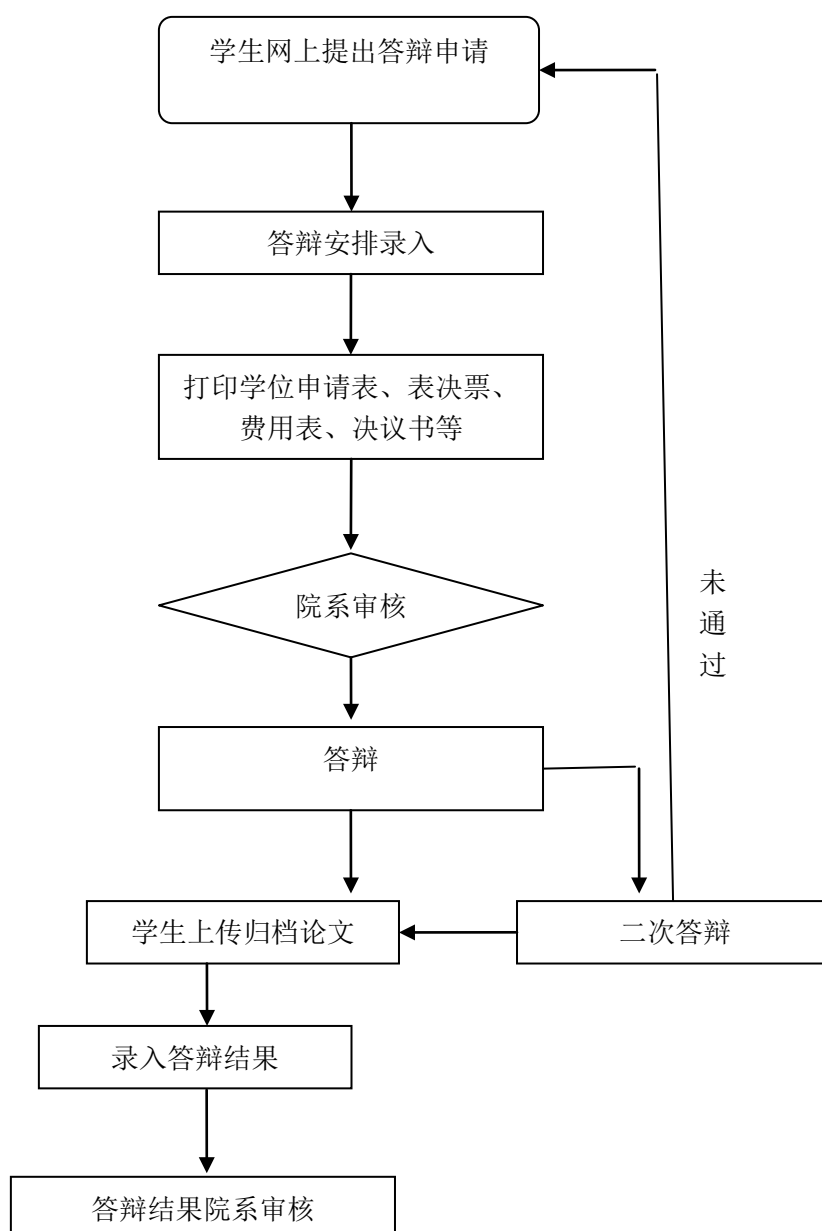 学生网上提出答辩申请
答辩安排录入
打印学位申请表、表决票、
费用表、决议书等
院系审核
未
通
过
答辩
学生上传归档论文
二次答辩
录入答辩结果
答辩结果院系审核